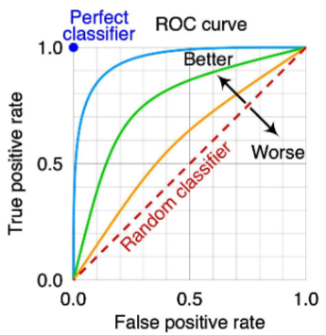 Perfect
classifier
ROC curve
1.0
Better
0.5
Worse
Random classifier
0.0
True positive rate
0.0
0.5
1.0
False positive rate